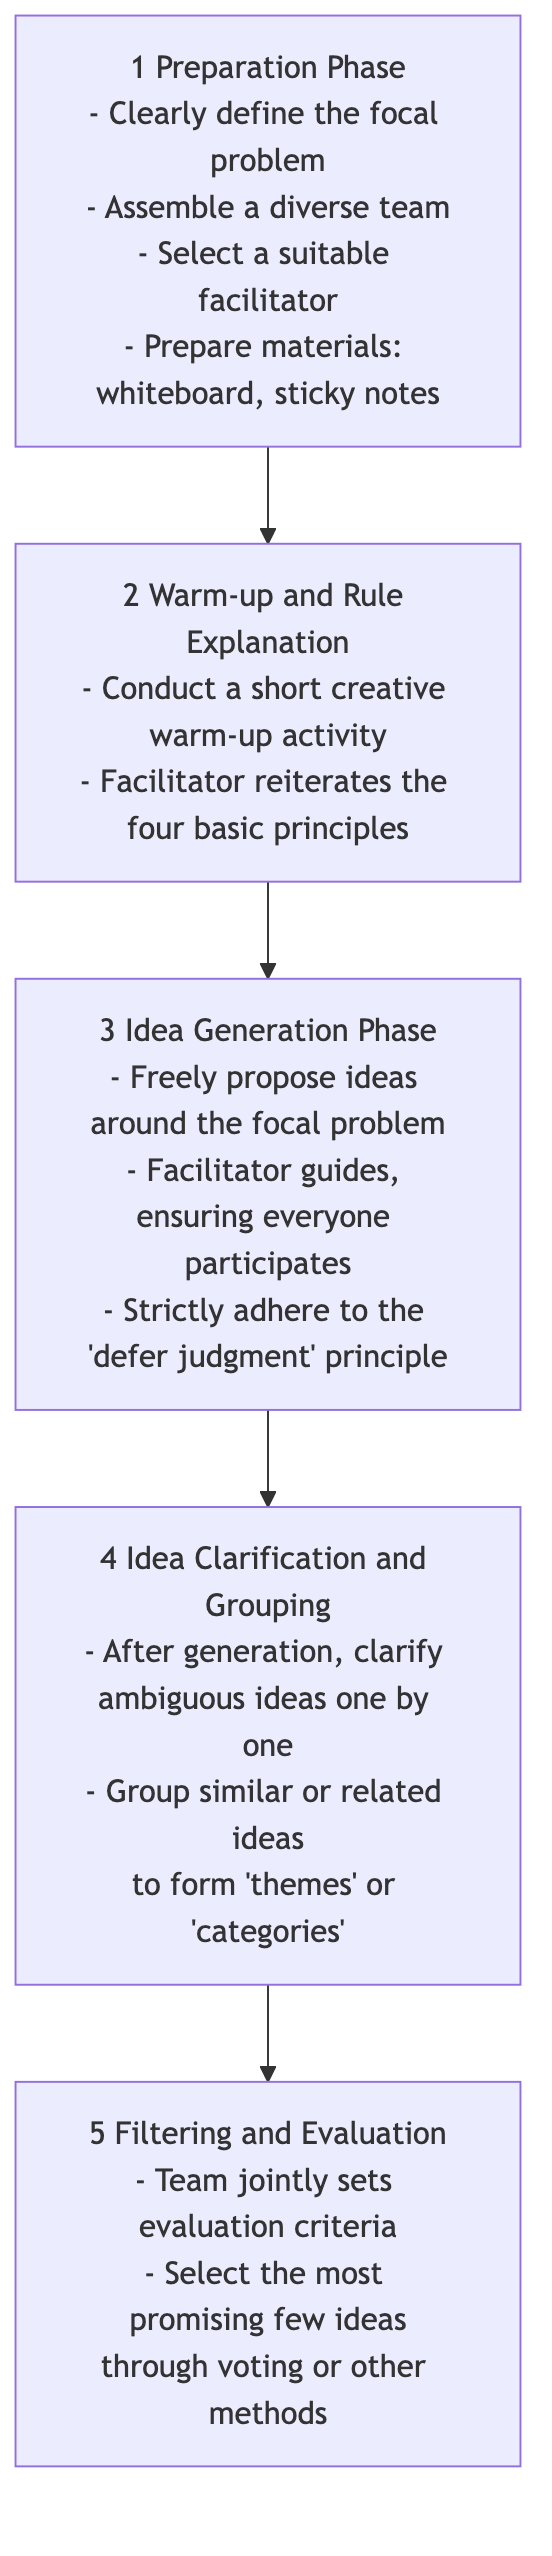 1 Preparation Phase
- Clearly define the focal
problem
- Assemble a diverse team
- Select a suitable
facilitator
- Prepare materials:
whiteboard, sticky notes
2 Warm-up and Rule
Explanation
- Conduct a short creative
warm-up activity
- Facilitator reiterates the
four basic principles
3 Idea Generation Phase
- Freely propose ideas
around the focal problem
- Facilitator guides,
ensuring everyone
participates
- Strictly adhere to the
'defer judgment' principle
4 Idea Clarification and
Grouping
- After generation, clarify
ambiguous ideas one by
one
- Group similar or related
ideas
to form 'themes' or
'categories'
5 Filtering and Evaluation
- Team jointly sets
evaluation criteria
- Select the most
promising few ideas
through voting or other
methods